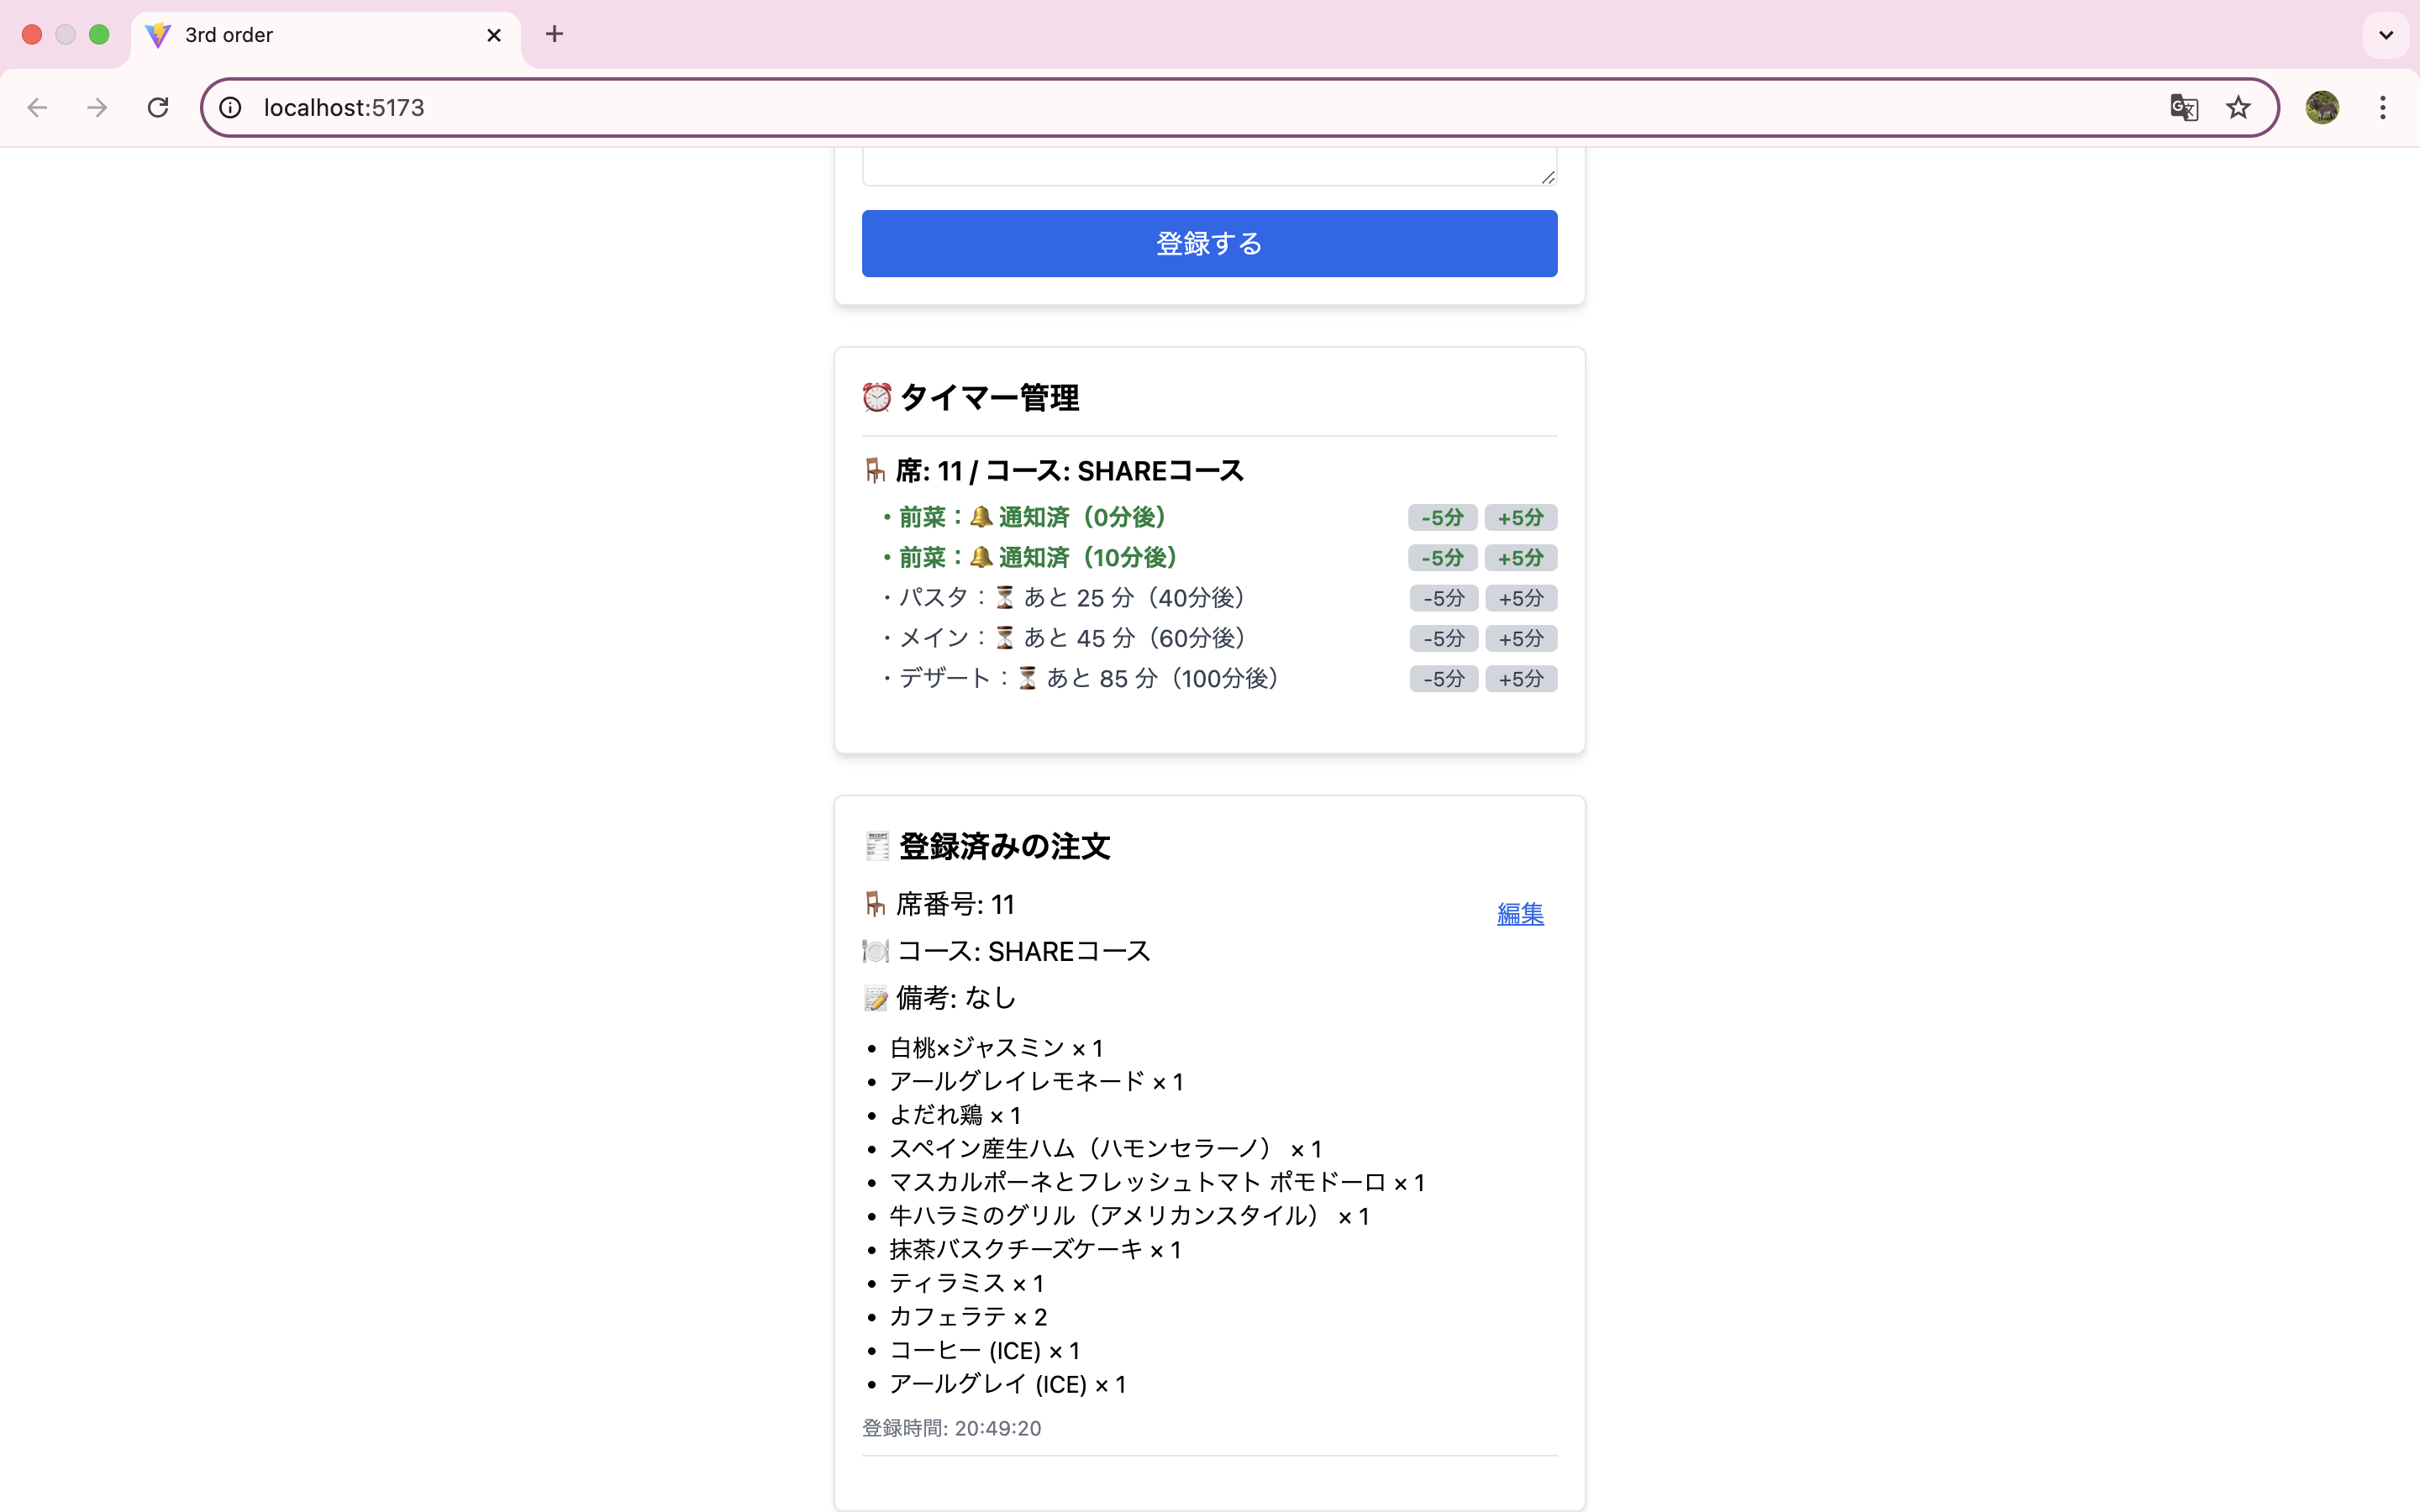 3rd order
localhost:5173
登録する
⏰ タイマー管理
🪑 席: 11 / コース: SHAREコース
・前菜：🔔 通知済（0分後） -5分 +5分
・前菜：🔔 通知済（10分後） -5分 +5分
・パスタ：⏳ あと 25 分（40分後） -5分 +5分
・メイン：⏳ あと 45 分（60分後） -5分 +5分
・デザート：⏳ あと 85 分（100分後） -5分 +5分
🧾 登録済みの注文
🪑 席番号: 11
編集
🍽️ コース: SHAREコース
📝 備考: なし
• 白桃×ジャスミン × 1
• アールグレイレモネード × 1
• よだれ鶏 × 1
• スペイン産生ハム（ハモンセラーノ） × 1
• マスカルポーネとフレッシュトマト ポモドーロ × 1
• 牛ハラミのグリル（アメリカンスタイル） × 1
• 抹茶バスクチーズケーキ × 1
• ティラミス × 1
• カフェラテ × 2
• コーヒー (ICE) × 1
• アールグレイ (ICE) × 1
登録時間: 20:49:20